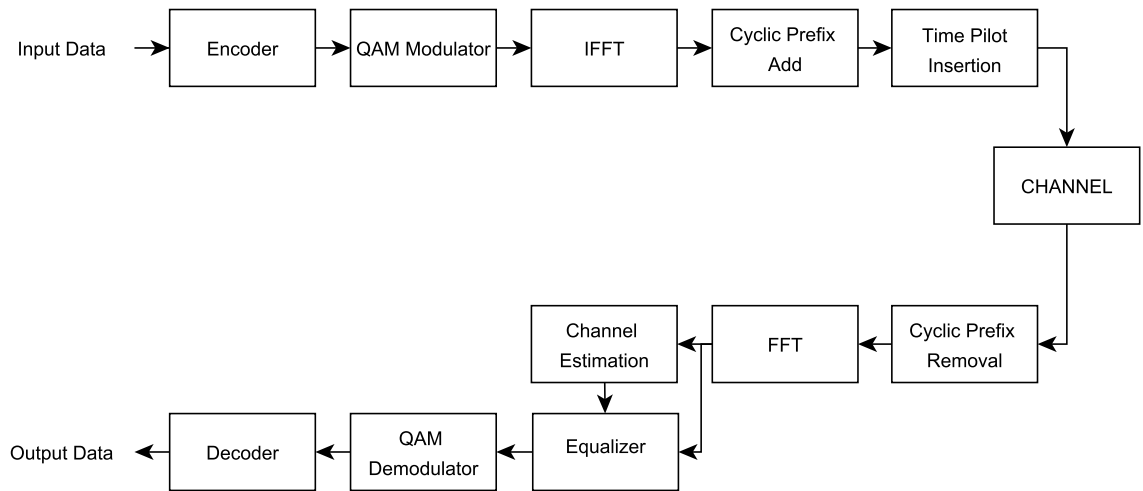 Input Data
Encoder
QAM Modulator
IFFT
Cyclic Prefix
Add
Time Pilot
Insertion
CHANNEL
Channel
Estimation
FFT
Cyclic Prefix
Removal
Output Data
Decoder
QAM
Demodulator
Equalizer